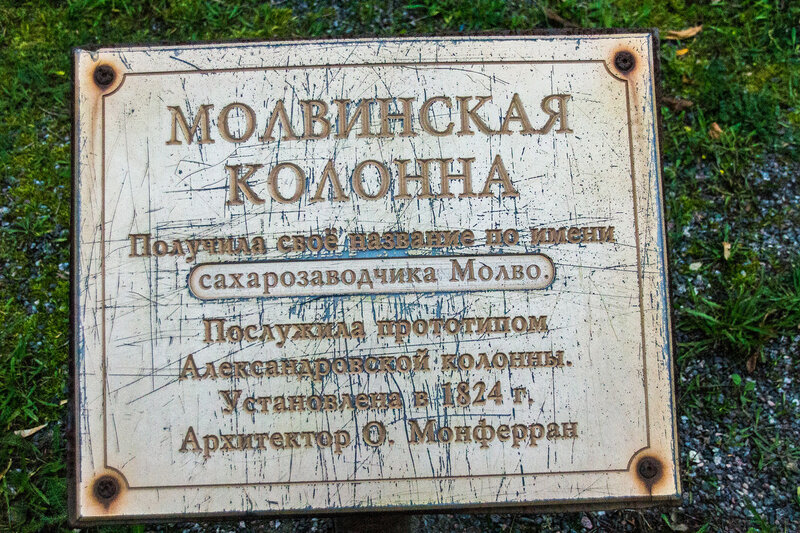 МОЛВИНСКАЯ
КОЛОННА
Получила своё название по имени
сахарозаводчика Молво.
Послужила прототипом
Александровской колонны.
Установлена в 1824 г.
Архитектор О. Монферран